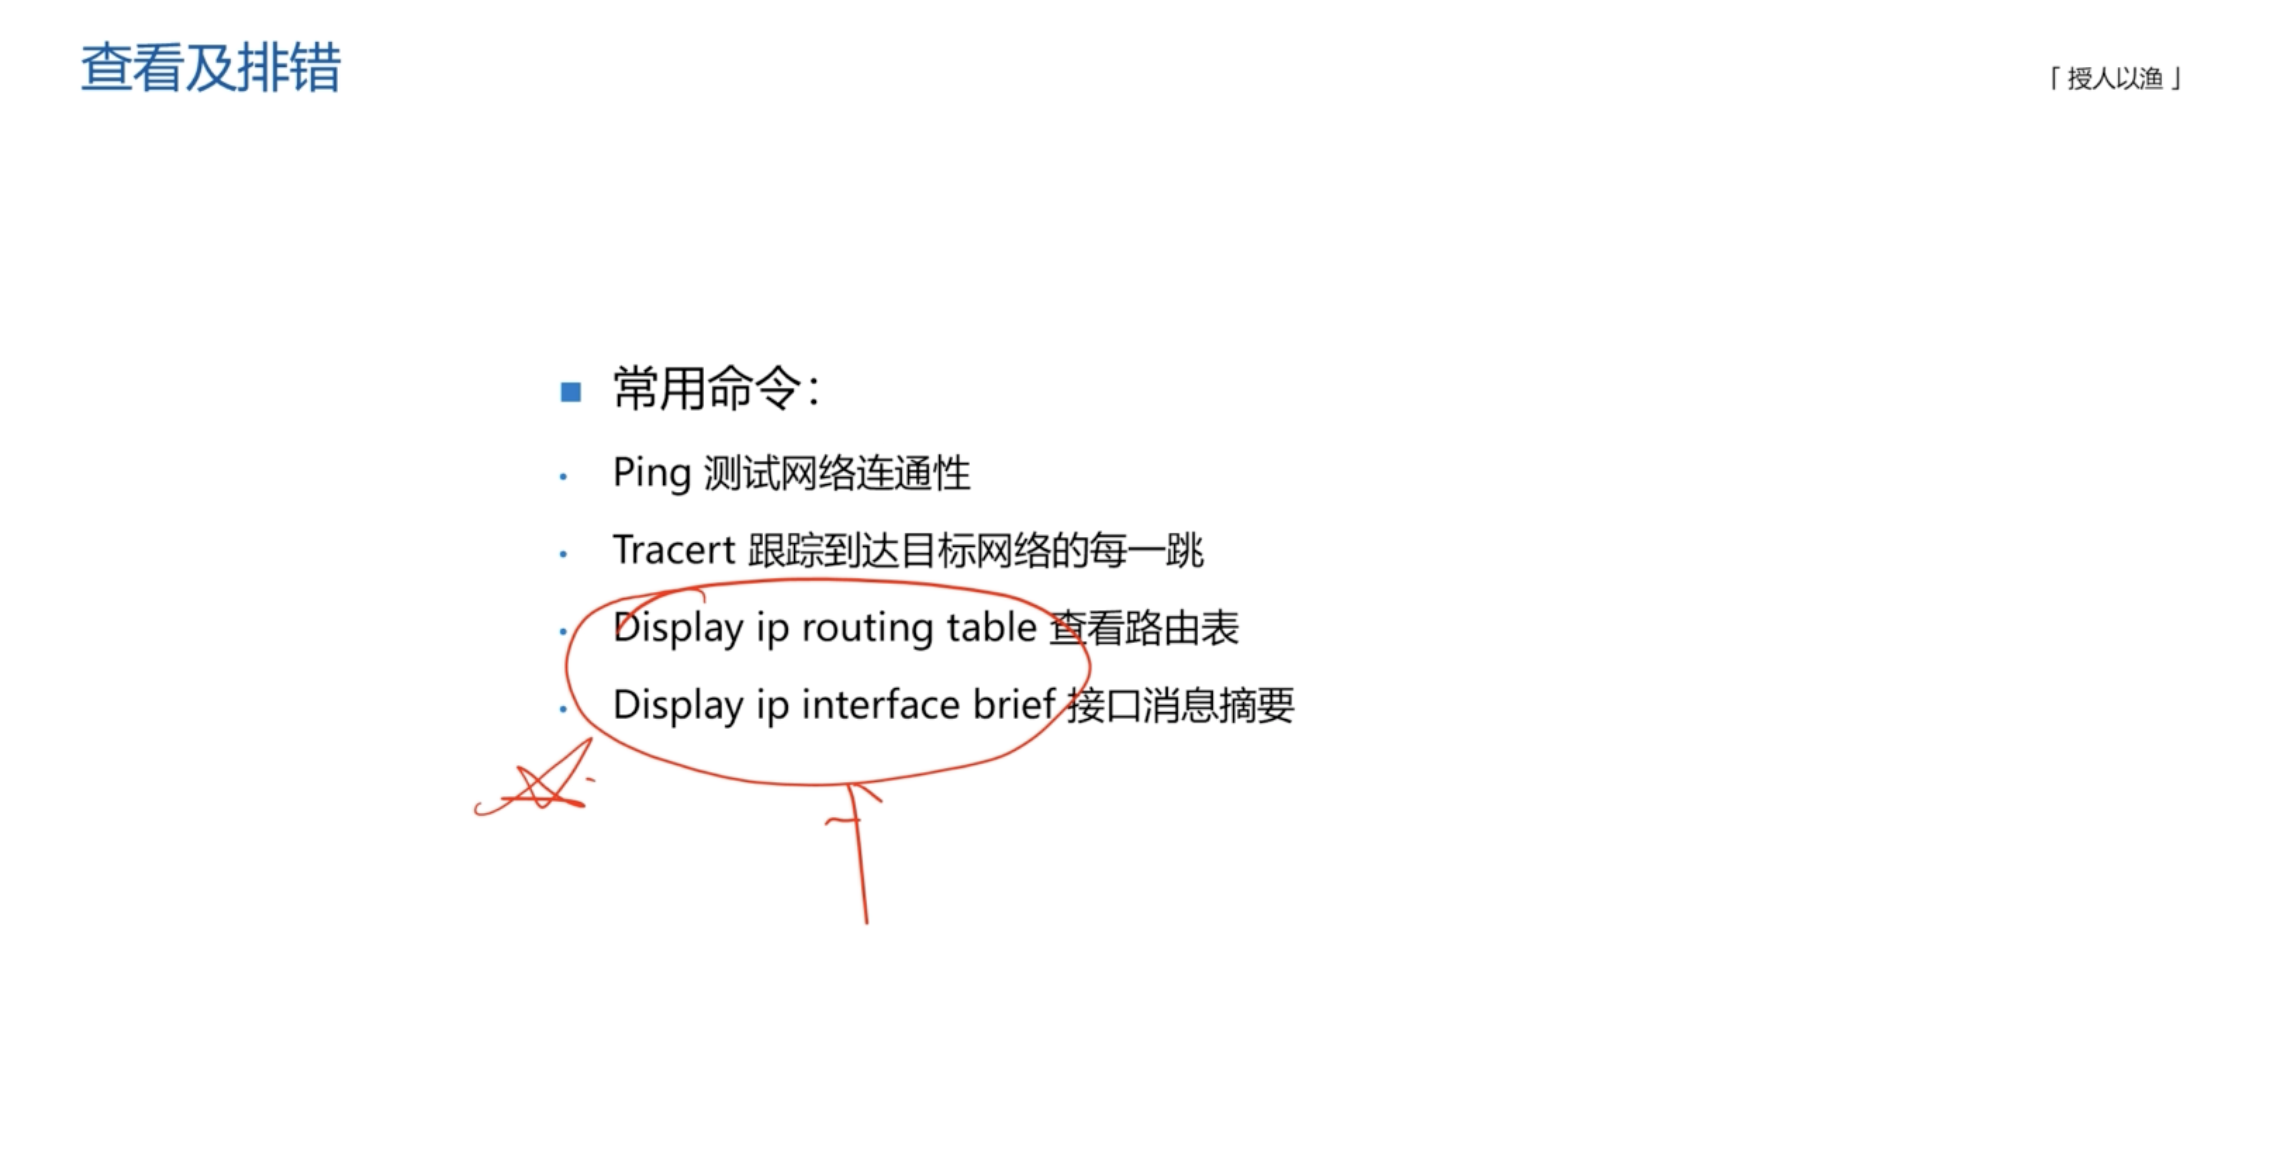 查看及排错
「 授人以渔 」
常用命令：
Ping 测试网络连通性
Tracert 跟踪到达目标网络的每一跳
Display ip routing table 查看路由表
Display ip interface brief 接口消息摘要